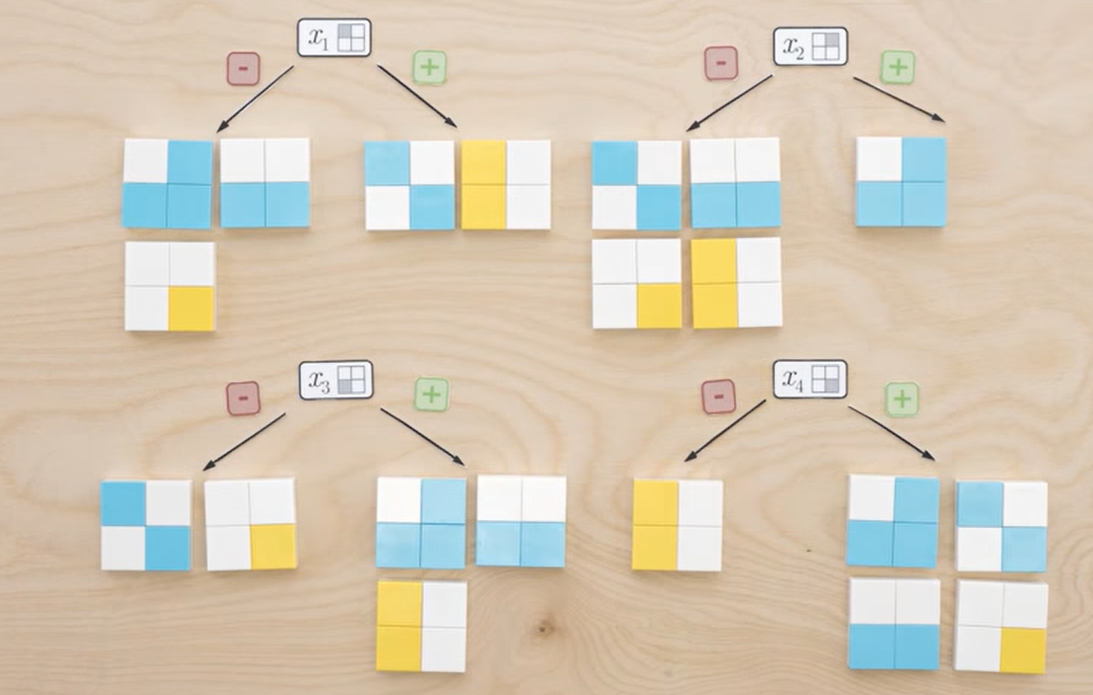 x₁
- +
x₂
- +
x₃
- +
x₄
- +